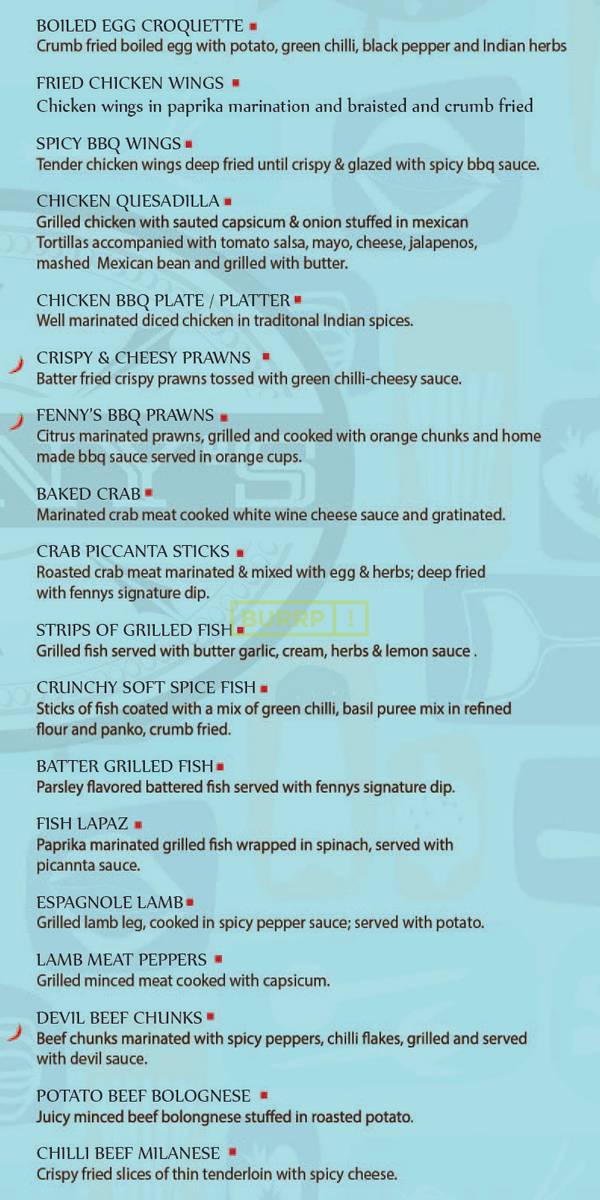 BOILED EGG CROQUETTE
Crumb fried boiled egg with potato, green chilli, black pepper and Indian herbs
FRIED CHICKEN WINGS
Chicken wings in paprika marination and braisted and crumb fried
SPICY BBQ WINGS
Tender chicken wings deep fried until crispy & glazed with spicy bbq sauce.
CHICKEN QUESADILLA
Grilled chicken with sauted capsicum & onion stuffed in mexican
Tortillas accompanied with tomato salsa, mayo, cheese, jalapenos,
mashed Mexican bean and grilled with butter.
CHICKEN BBQ PLATE / PLATTER
Well marinated diced chicken in traditonal Indian spices.
CRISPY & CHEESY PRAWNS
Batter fried crispy prawns tossed with green chilli-cheesy sauce.
FENNY'S BBQ PRAWNS
Citrus marinated prawns, grilled and cooked with orange chunks and home
made bbq sauce served in orange cups.
BAKED CRAB
Marinated crab meat cooked white wine cheese sauce and gratinated.
CRAB PICCANTA STICKS
Roasted crab meat marinated & mixed with egg & herbs; deep fried
with fennys signature dip.
BURRP!
STRIPS OF GRILLED FISH
Grilled fish served with butter garlic, cream, herbs & lemon sauce .
CRUNCHY SOFT SPICE FISH
Sticks of fish coated with a mix of green chilli, basil puree mix in refined
flour and panko, crumb fried.
BATTER GRILLED FISH
Parsley flavored battered fish served with fennys signature dip.
FISH LAPAZ
Paprika marinated grilled fish wrapped in spinach, served with
picannta sauce.
ESPAGNOLE LAMB
Grilled lamb leg, cooked in spicy pepper sauce; served with potato.
LAMB MEAT PEPPERS
Grilled minced meat cooked with capsicum.
DEVIL BEEF CHUNKS
Beef chunks marinated with spicy peppers, chilli flakes, grilled and served
with devil sauce.
POTATO BEEF BOLOGNESE
Juicy minced beef bolongnese stuffed in roasted potato.
CHILLI BEEF MILANESE
Crispy fried slices of thin tenderloin with spicy cheese.